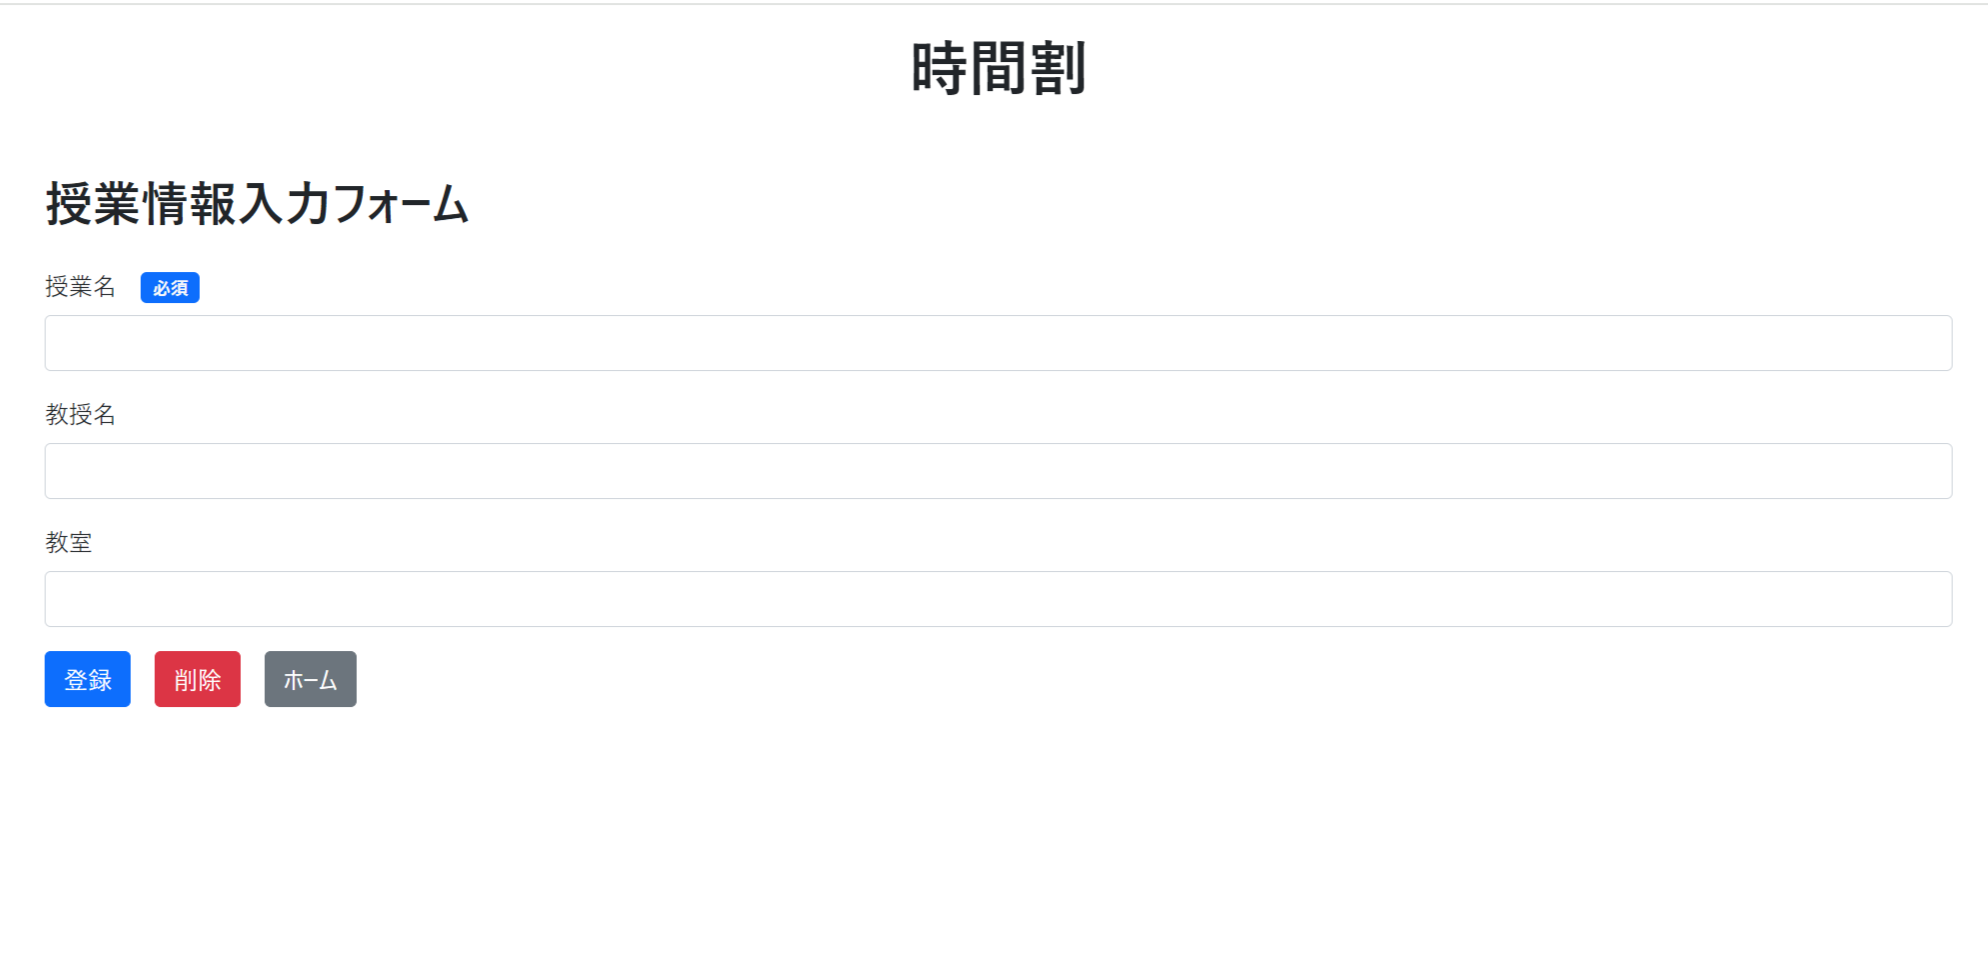 時間割
授業情報入力フォーム
授業名 必須
教授名
教室
登録 削除 ホーム